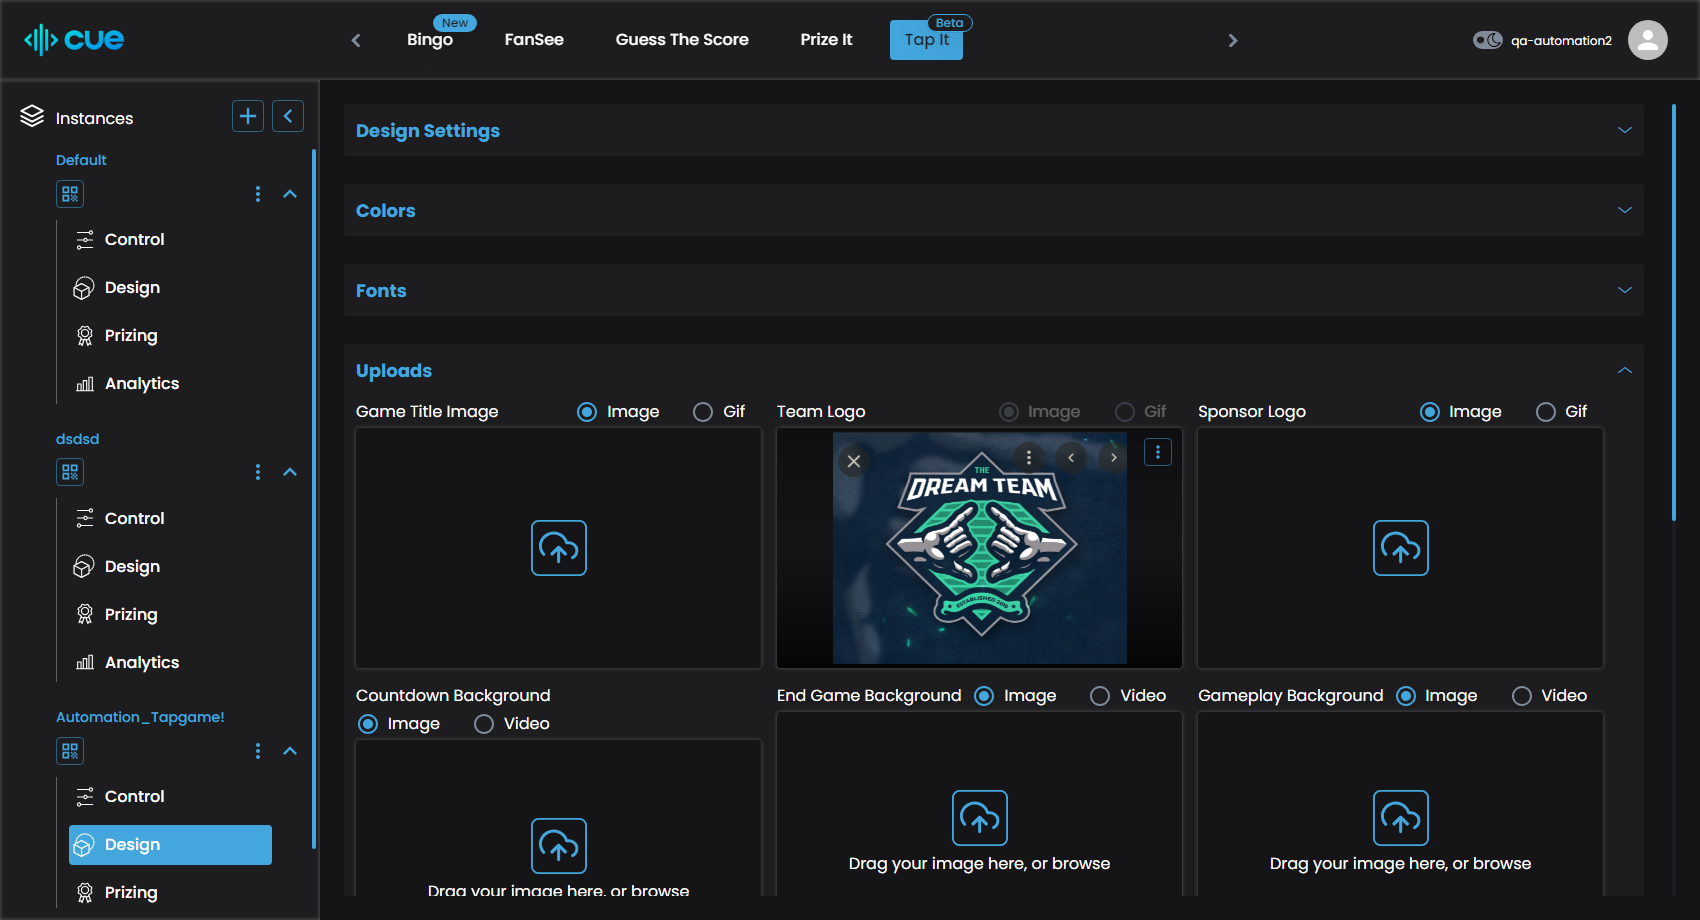 cue
New
Bingo
FanSee
Guess The Score
Prize It
Beta
Tap It
qa-automation2
Instances
Default
Control
Design
Prizing
Analytics
dsdsd
Control
Design
Prizing
Analytics
Automation_Tapgame!
Control
Design
Prizing
Design Settings
Colors
Fonts
Uploads
Game Title Image
Image
Gif
Team Logo
Image
Gif
Sponsor Logo
Image
Gif
THE
DREAM TEAM
ESTABLISHED 2019
Countdown Background
Image
Video
End Game Background
Image
Video
Gameplay Background
Image
Video
Drag your image here, or browse
Drag your image here, or browse
Drag your image here, or browse